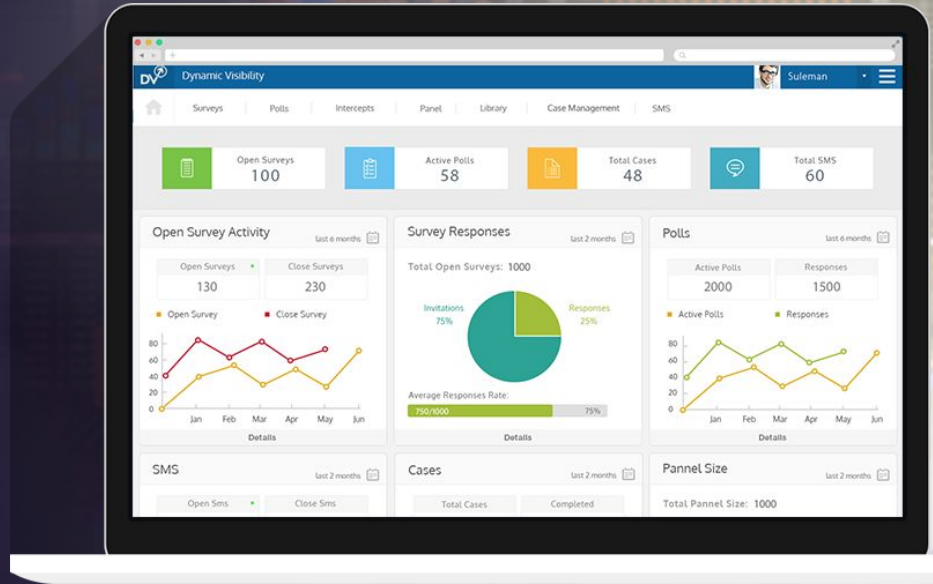 DV Dynamic Visibility
Suleman
Surveys Polls Intercepts Panel Library Case Management SMS
Open Surveys
100
Active Polls
58
Total Cases
48
Total SMS
60
Open Survey Activity
last 6 months
Open Surveys Close Surveys
130 230
Open Survey Close Survey
80
60
40
20
0
Jan Feb Mar Apr May Jun
Details
Survey Responses
last 2 months
Total Open Surveys: 1000
Invitations
75%
Responses
25%
Average Responses Rate:
750/1000 75%
Details
Polls
last 6 months
Active Polls Responses
2000 1500
Active Polls Responses
80
60
40
20
0
Jan Feb Mar Apr May Jun
Details
SMS
last 2 months
Open Sms Close Sms
Cases
last 2 months
Total Cases Completed
Pannel Size
last 2 months
Total Pannel Size: 1000